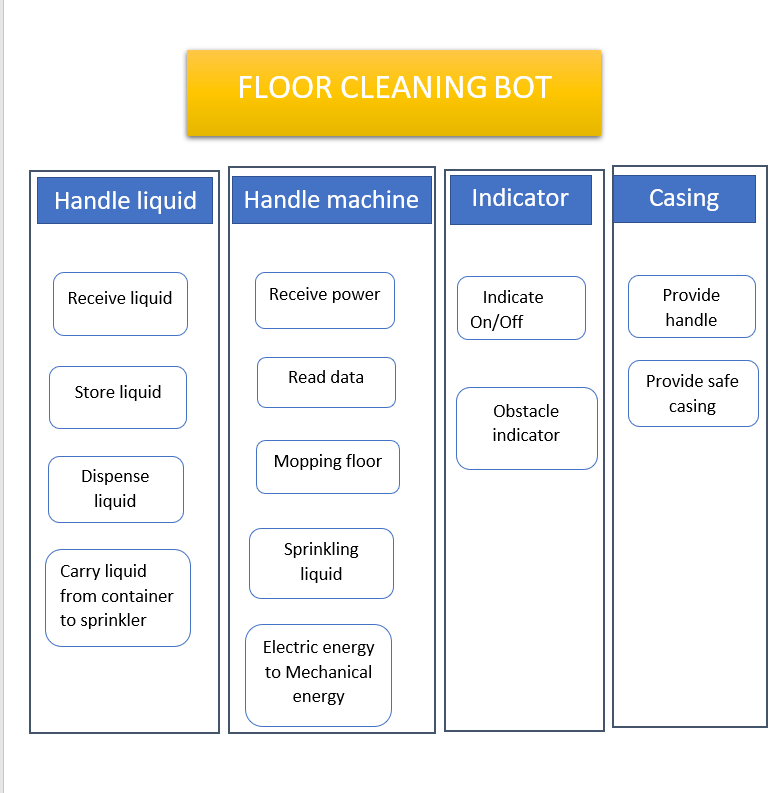 FLOOR CLEANING BOT
Handle liquid
Receive liquid
Store liquid
Dispense
liquid
Carry liquid
from container
to sprinkler
Handle machine
Receive power
Read data
Mopping floor
Sprinkling
liquid
Electric energy
to Mechanical
energy
Indicator
Indicate
On/Off
Obstacle
indicator
Casing
Provide
handle
Provide safe
casing